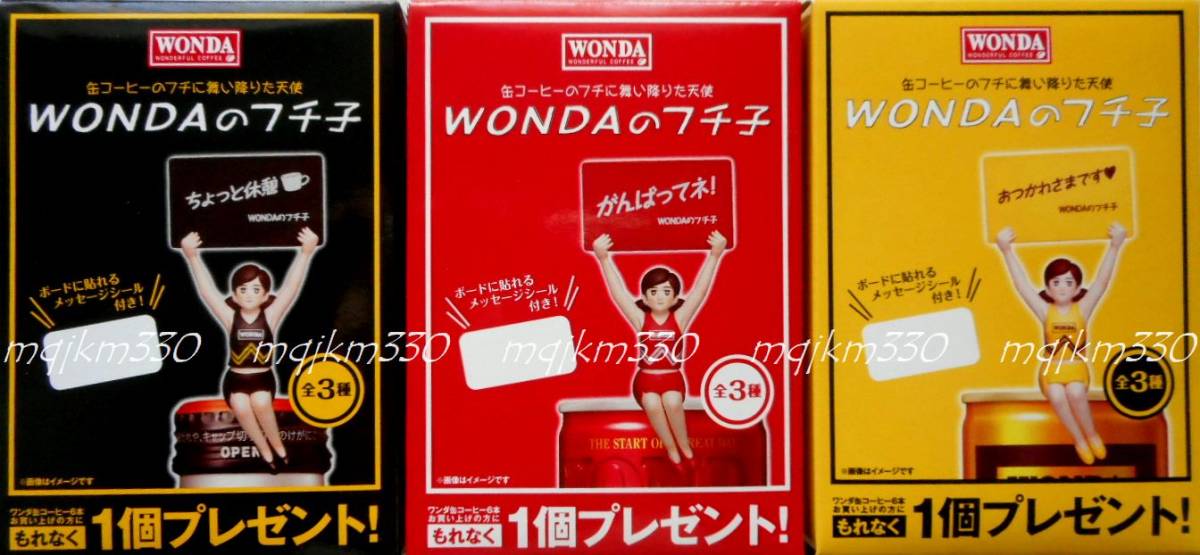 WONDA
WONDERFUL COFFEE
缶コーヒーのフチに舞い降りた天使
WONDAのフチ子
ちょっと休憩
WONDAのフチ子
ボードに貼れる
メッセージシール
付き!
mqjkm330 mqjkm330
WONDA
全3種
キャップ切
のけがに
OPEN
※画像はイメージです
ワンダ缶コーヒー6本
お買い上げの方に
もれなく
1個プレゼント!
WONDA
WONDERFUL COFFEE
缶コーヒーのフチに舞い降りた天使
WONDAのフチ子
がんばってネ!
WONDAのフチ子
ボードに貼れる
メッセージシール
付き!
mqjkm330 mqjkm330
全3種
THE START OF GREAT DAY
※画像はイメージです
ワンダ缶コーヒー6本
お買い上げの方に
もれなく
1個プレゼント!
WONDA
WONDERFUL COFFEE
缶コーヒーのフチに舞い降りた天使
WONDAのフチ子
おつかれさまです♥
WONDAのフチ子
ボードに貼れる
メッセージシール
付き!
mqjkm330 mqjkm330
WONDA
全3種
※画像はイメージです
ワンダ缶コーヒー6本
お買い上げの方に
もれなく
1個プレゼント!